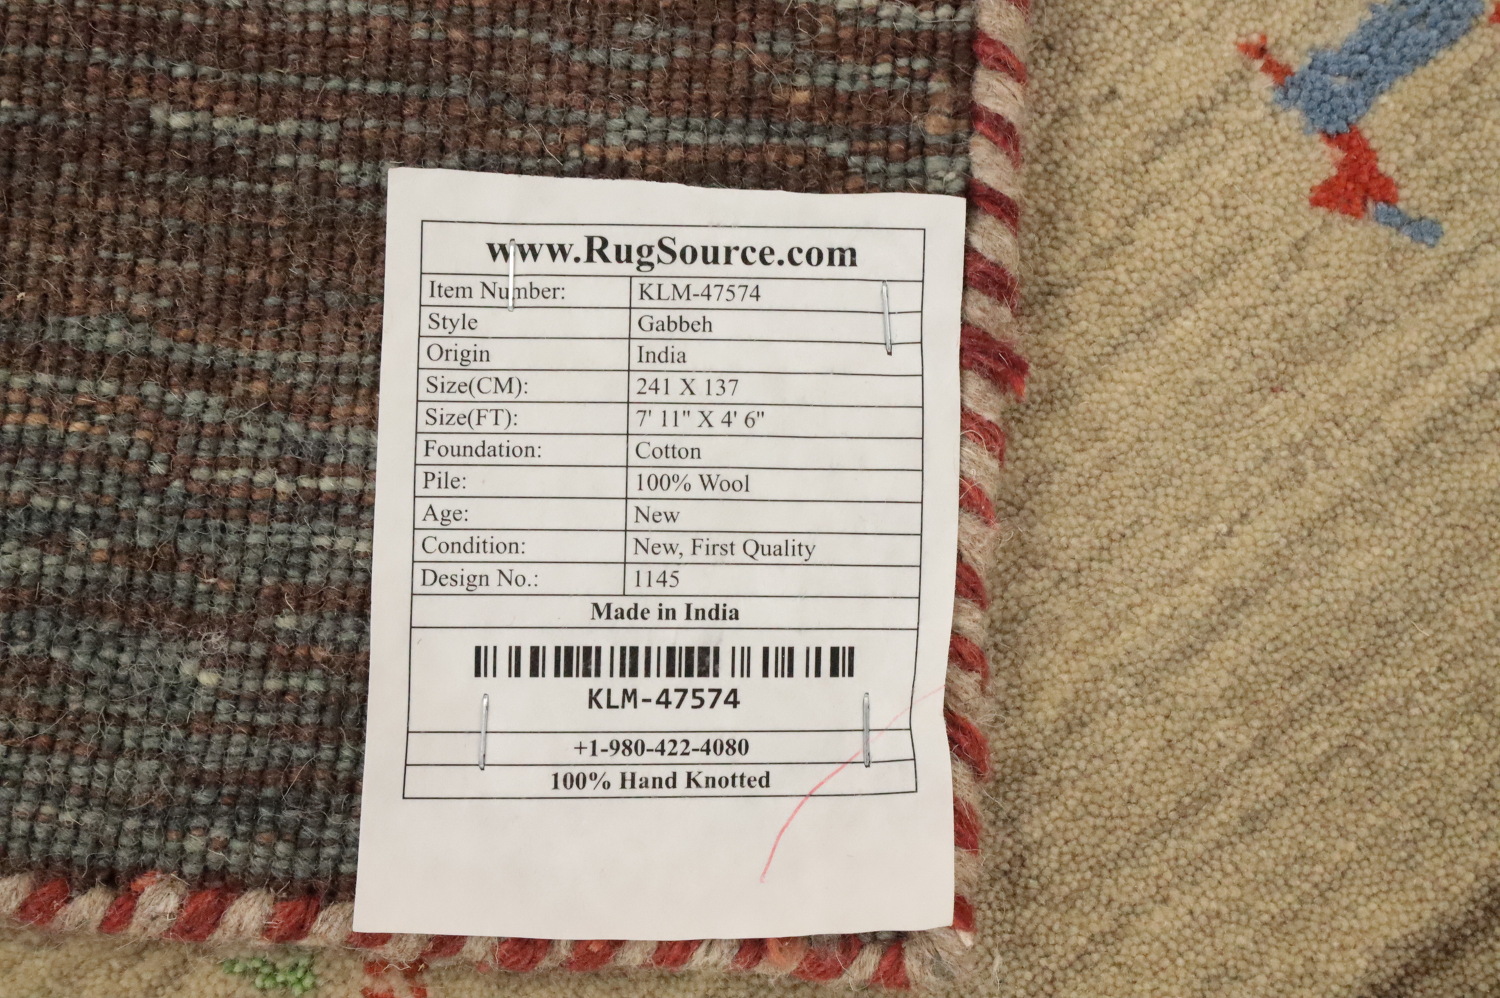 www.RugSource.com
Item Number: KLM-47574
Style Gabbeh
Origin India
Size(CM): 241 X 137
Size(FT): 7' 11" X 4' 6"
Foundation: Cotton
Pile: 100% Wool
Age: New
Condition: New, First Quality
Design No.: 1145
Made in India
KLM-47574
+1-980-422-4080
100% Hand Knotted